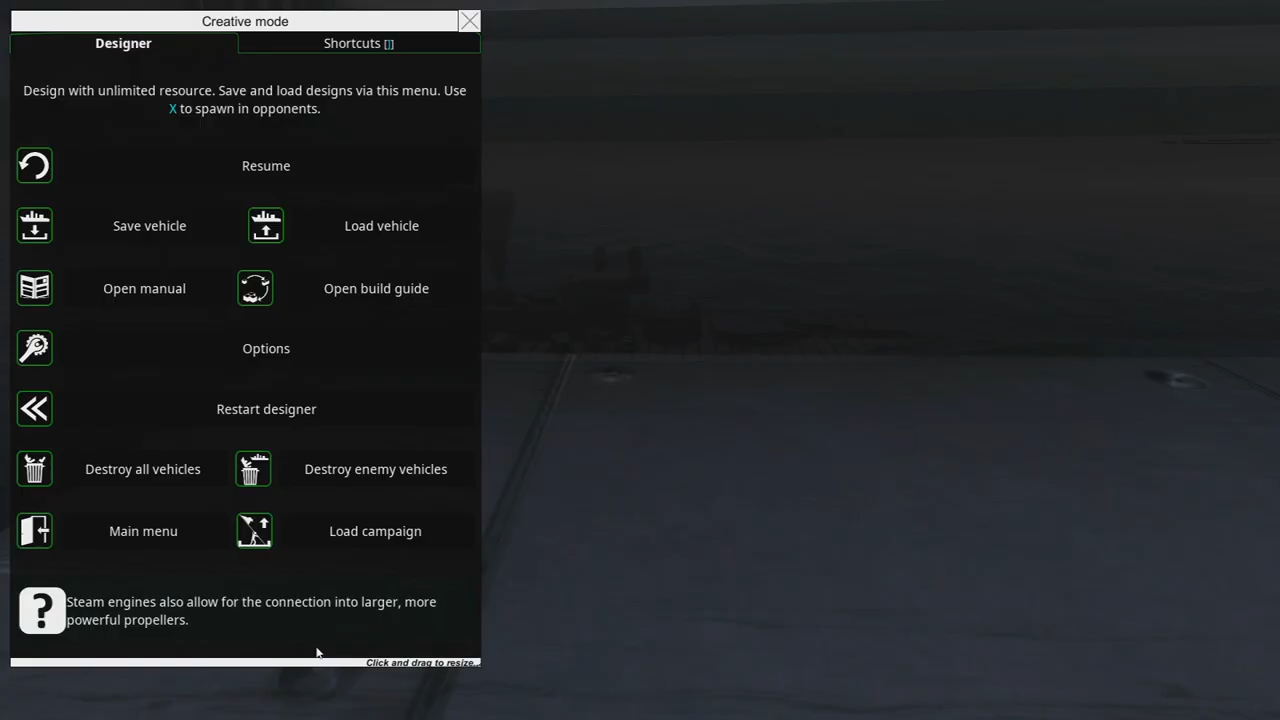 Creative mode
Designer
Shortcuts []]
Design with unlimited resource. Save and load designs via this menu. Use
X to spawn in opponents.
Resume
Save vehicle
Load vehicle
Open manual
Open build guide
Options
Restart designer
Destroy all vehicles
Destroy enemy vehicles
Main menu
Load campaign
?
Steam engines also allow for the connection into larger, more
powerful propellers.
Click and drag to resize..